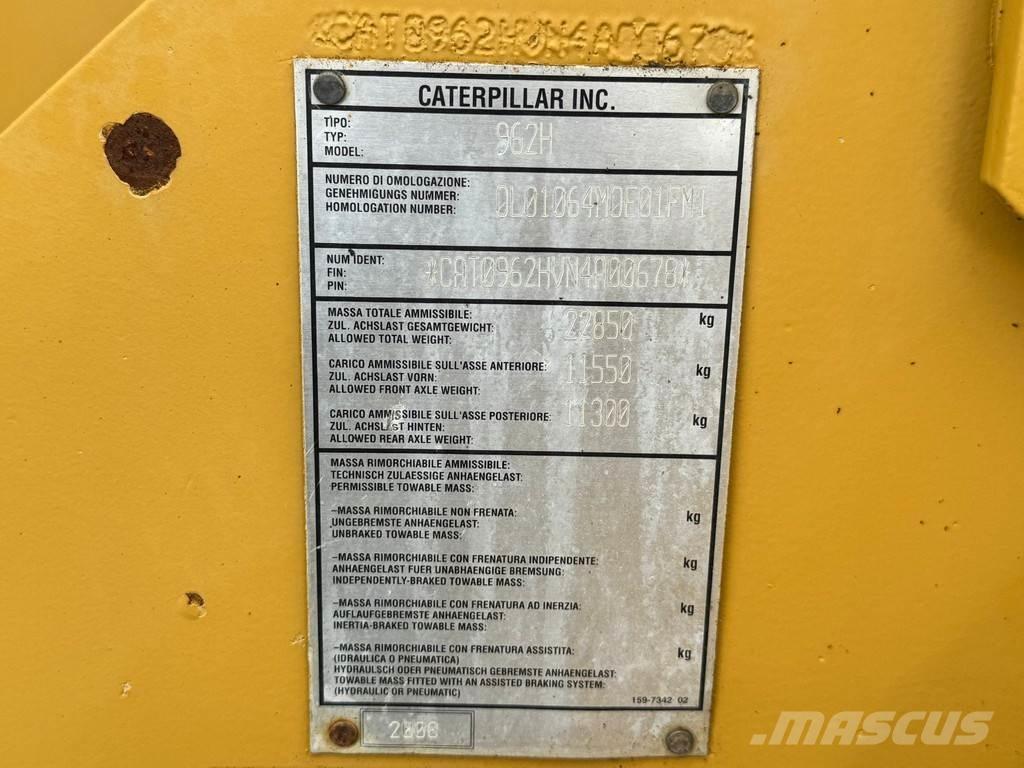 CATERPILLAR INC.
TIPO:
TYP: 962H
MODEL:
NUMERO DI OMOLOGAZIONE:
GENEHMIGUNGS NUMMER:
HOMOLOGATION NUMBER:
NUM IDENT:
FIN: *CAT0962HVN4A00678*
PIN:
MASSA TOTALE AMMISSIBILE:
ZUL. ACHSLAST GESAMTGEWICHT: 22850 kg
ALLOWED TOTAL WEIGHT:
CARICO AMMISSIBILE SULL'ASSE ANTERIORE:
ZUL. ACHSLAST VORN: 11550 kg
ALLOWED FRONT AXLE WEIGHT:
CARICO AMMISSIBILE SULL'ASSE POSTERIORE: 11300 kg
ZUL. ACHSLAST HINTEN:
ALLOWED REAR AXLE WEIGHT:
MASSA RIMORCHIABILE AMMISSIBILE:
TECHNISCH ZULAESSIGE ANHAENGELAST:
PERMISSIBLE TOWABLE MASS:
–MASSA RIMORCHIABILE NON FRENATA: kg
UNGEBREMSTE ANHAENGELAST:
UNBRAKED TOWABLE MASS:
–MASSA RIMORCHIABILE CON FRENATURA INDIPENDENTE: kg
ANHAENGELAST FUER UNABHAENGIGE BREMSUNG:
INDEPENDENTLY-BRAKED TOWABLE MASS:
–MASSA RIMORCHIABILE CON FRENATURA AD INERZIA: kg
AUFLAUFGEBREMSTE ANHAENGELAST:
INERTIA-BRAKED TOWABLE MASS:
–MASSA RIMORCHIABILE CON FRENATURA ASSISTITA: kg
(IDRAULICA O PNEUMATICA)
HYDRAULSCH ODER PNEUMATISCH GEBREMSTE ANHAENGELAST:
TOWABLE MASS FITTED WITH AN ASSISTED BRAKING SYSTEM:
(HYDRAULIC OR PNEUMATIC) 159-7342 02
MASCUS